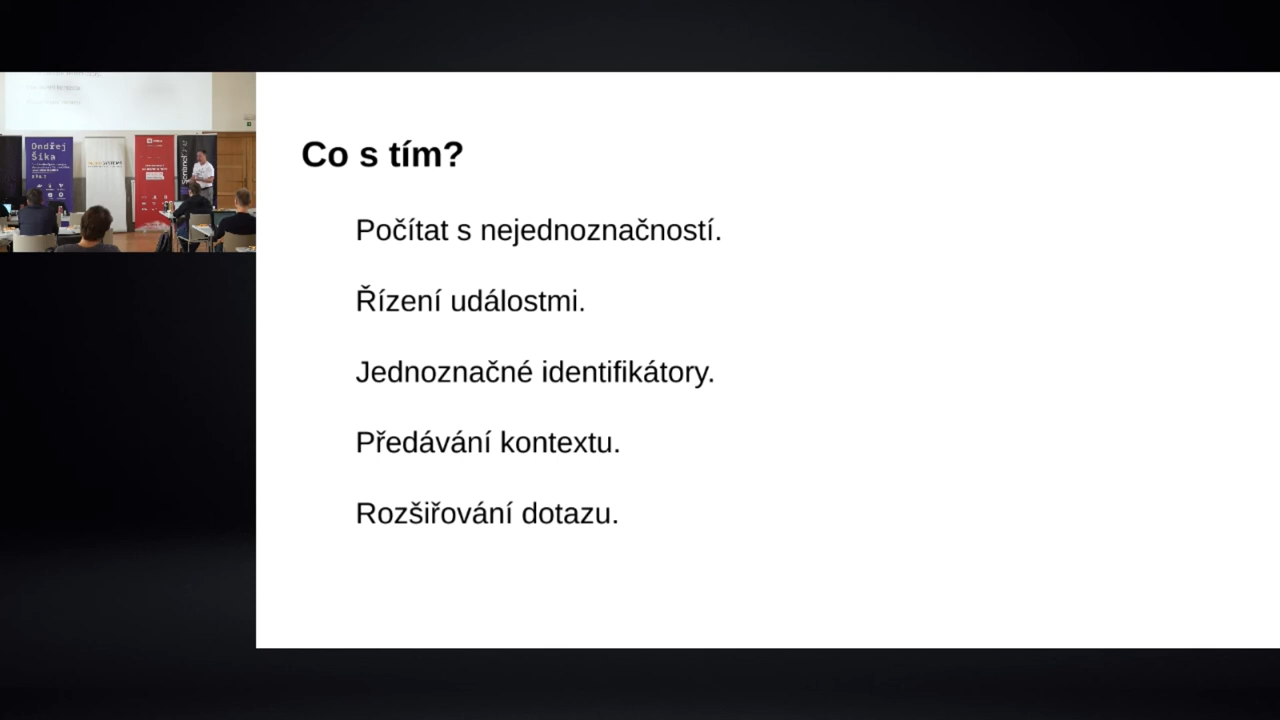 Ondřej
Šika
Co s tím?
Počítat s nejednoznačností.
Řízení událostmi.
Jednoznačné identifikátory.
Předávání kontextu.
Rozšiřování dotazu.